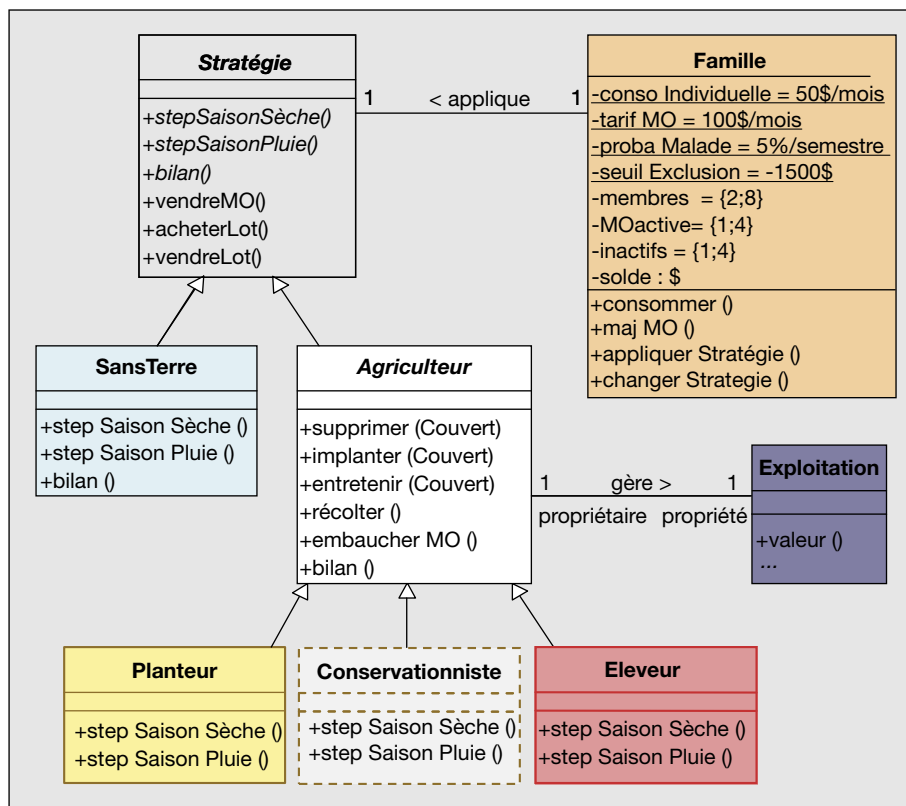 Stratégie
+stepSaisonSèche()
+stepSaisonPluie()
+bilan()
+vendreMO()
+acheterLot()
+vendreLot()
1 < applique 1
Famille
-conso Individuelle = 50$/mois
-tarif MO = 100$/mois
-proba Malade = 5%/semestre
-seuil Exclusion = -1500$
-membres = {2;8}
-MOactive= {1;4}
-inactifs = {1;4}
-solde : $
+consommer ()
+maj MO ()
+appliquer Stratégie ()
+changer Strategie ()
SansTerre
+step Saison Sèche ()
+step Saison Pluie ()
+bilan ()
Agriculteur
+supprimer (Couvert)
+implanter (Couvert)
+entretenir (Couvert)
+récolter ()
+embaucher MO ()
+bilan ()
1 gère > 1
propriétaire propriété
Exploitation
+valeur ()
...
Planteur
+step Saison Sèche ()
+step Saison Pluie ()
Conservationniste
+step Saison Sèche ()
+step Saison Pluie ()
Eleveur
+step Saison Sèche ()
+step Saison Pluie ()